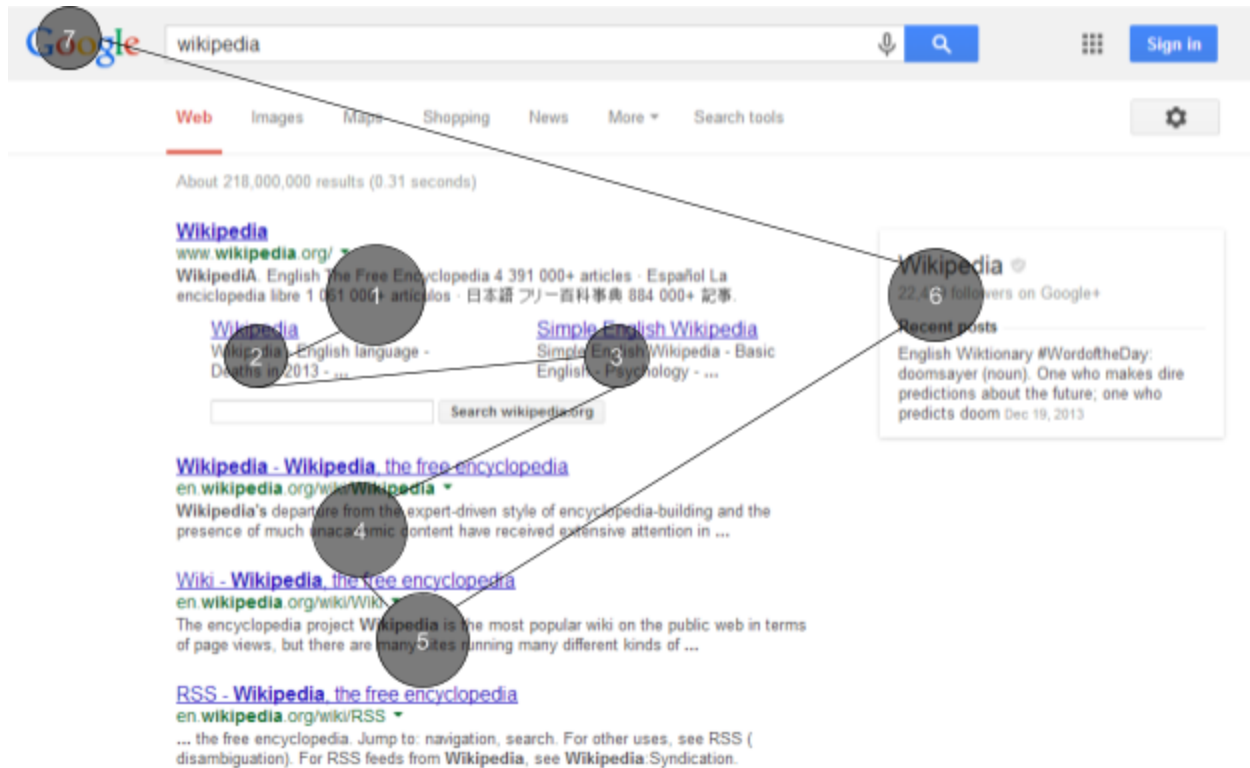 Google
wikipedia
Sign in
Web Images Maps Shopping News More Search tools
About 218,000,000 results (0.31 seconds)
Wikipedia
www.wikipedia.org/
WikipediA. English The Free Encyclopedia 4 391 000+ articles · Español La
enciclopedia libre 1 0 1 000+ artículos · 日本語 フリー百科事典 884 000+ 記事.
Wikipedia
Wikipedia - English language -
Deaths in 2013 - ...
Simple English Wikipedia
Simple English Wikipedia - Basic
English - Psychology - ...
Search wikipedia.org
Wikipedia - Wikipedia, the free encyclopedia
en.wikipedia.org/wiki/Wikipedia
Wikipedia's departure from the expert-driven style of encyclopedia-building and the
presence of much unacademic content have received extensive attention in ...
Wiki - Wikipedia, the free encyclopedia
en.wikipedia.org/wiki/Wiki
The encyclopedia project Wikipedia is the most popular wiki on the public web in terms
of page views, but there are many sites running many different kinds of ...
RSS - Wikipedia, the free encyclopedia
en.wikipedia.org/wiki/RSS
... the free encyclopedia. Jump to: navigation, search. For other uses, see RSS (
disambiguation). For RSS feeds from Wikipedia, see Wikipedia:Syndication.
Wikipedia
followers on Google+
Recent posts
English Wiktionary #WordoftheDay:
doomsayer (noun). One who makes dire
predictions about the future; one who
predicts doom Dec 19, 2013
1
2
3
4
5
6
7